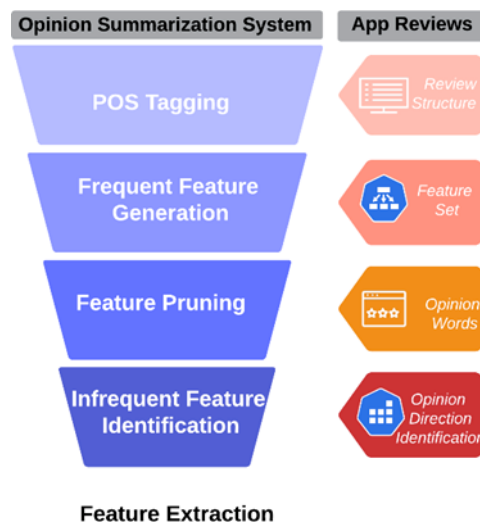 Opinion Summarization System
App Reviews
POS Tagging
Review
Structure
Frequent Feature
Generation
Feature
Set
Feature Pruning
Opinion
Words
Infrequent Feature
Identification
Opinion
Direction
Identification
Feature Extraction